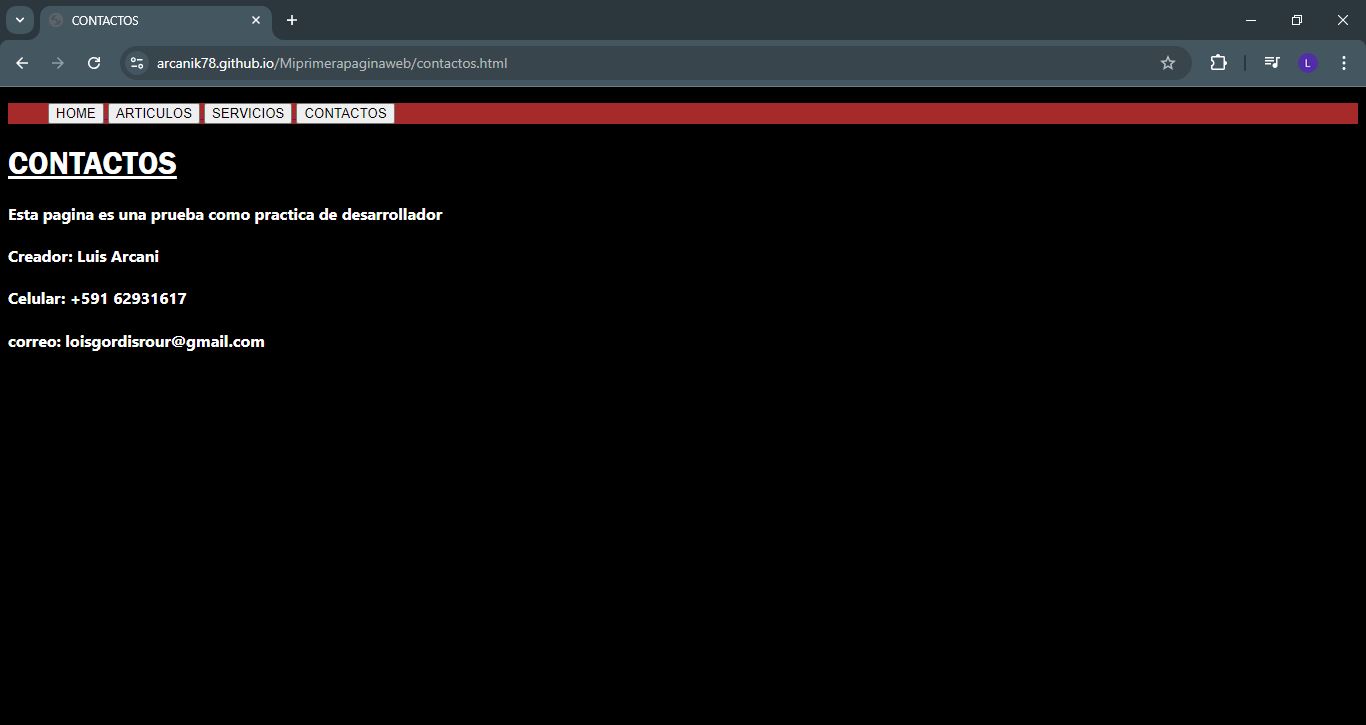 CONTACTOS
arcanik78.github.io/Miprimerapaginaweb/contactos.html
L
HOME ARTICULOS SERVICIOS CONTACTOS
CONTACTOS
Esta pagina es una prueba como practica de desarrollador
Creador: Luis Arcani
Celular: +591 62931617
correo: loisgordisrour@gmail.com